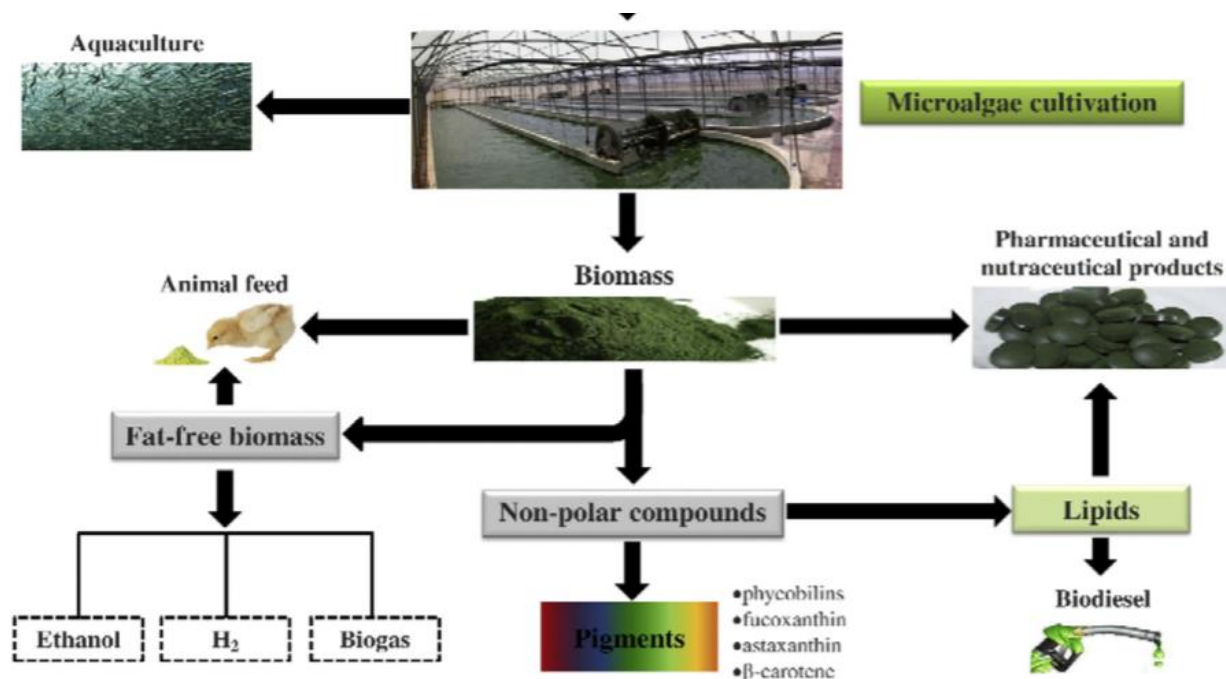 Aquaculture
Microalgae cultivation
Pharmaceutical and
nutraceutical products
Biomass
Animal feed
Fat-free biomass
Non-polar compounds
Lipids
Ethanol
H₂
Biogas
Pigments
•phycobilins
•fucoxanthin
•astaxanthin
•β-carotene
Biodiesel